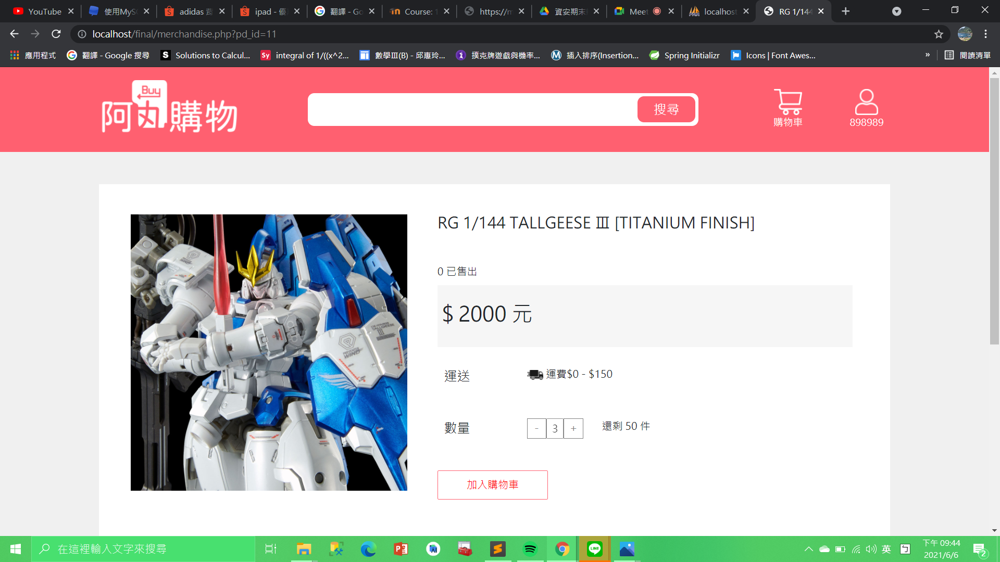 YouTube
使用MyS
adidas 背
ipad - 優
翻譯 - Go
Course: 1
https://m
資安期末
Meet
localhost
RG 1/144
localhost/final/merchandise.php?pd_id=11
應用程式
翻譯 - Google 搜尋
Solutions to Calcul...
integral of 1/((x^2...
數學Ⅲ(B) - 邱惠玲...
撲克牌遊戲與機率...
插入排序(Insertion...
Spring Initializr
Icons | Font Awes...
»
閱讀清單
Buy
阿丸購物
搜尋
購物車
898989
RG 1/144 TALLGEESE Ⅲ [TITANIUM FINISH]
0 已售出
$ 2000 元
運送
運費$0 - $150
數量
- 3 +
還剩 50 件
加入購物車
TALLGEESE
III
PREVENTER
WIND
在這裡輸入文字來搜尋
英
下午 09:44
2021/6/6
2